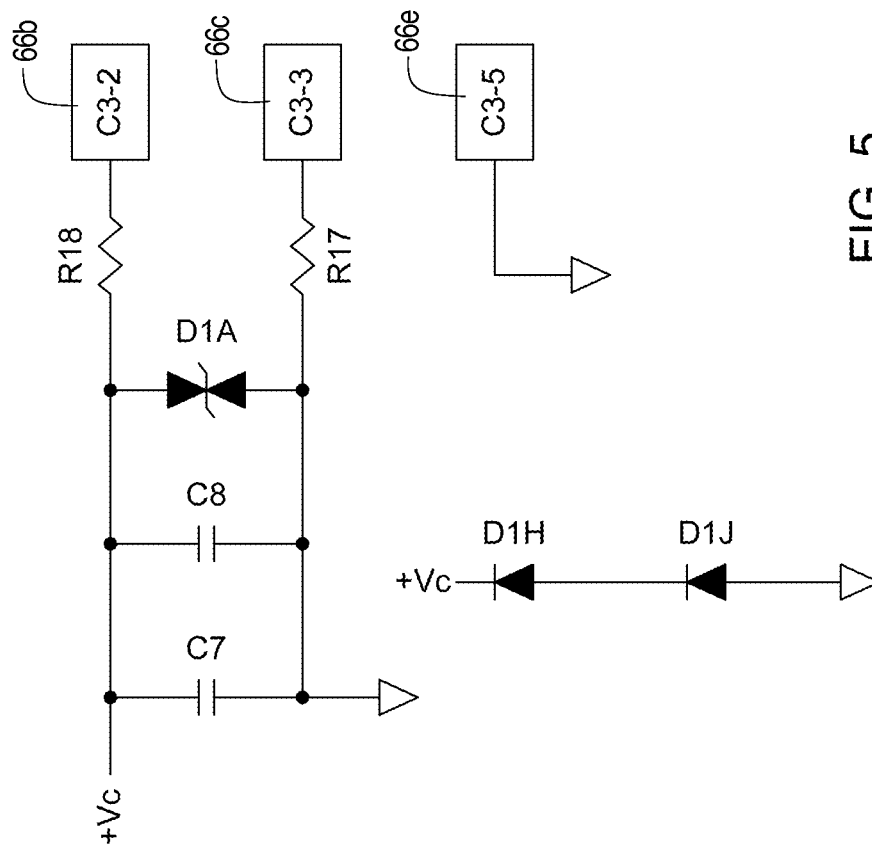 66b
C3-2
66c
C3-3
66e
C3-5
R18
R17
D1A
C8
C7
+Vc
D1H
D1J
+Vc
FIG. 5